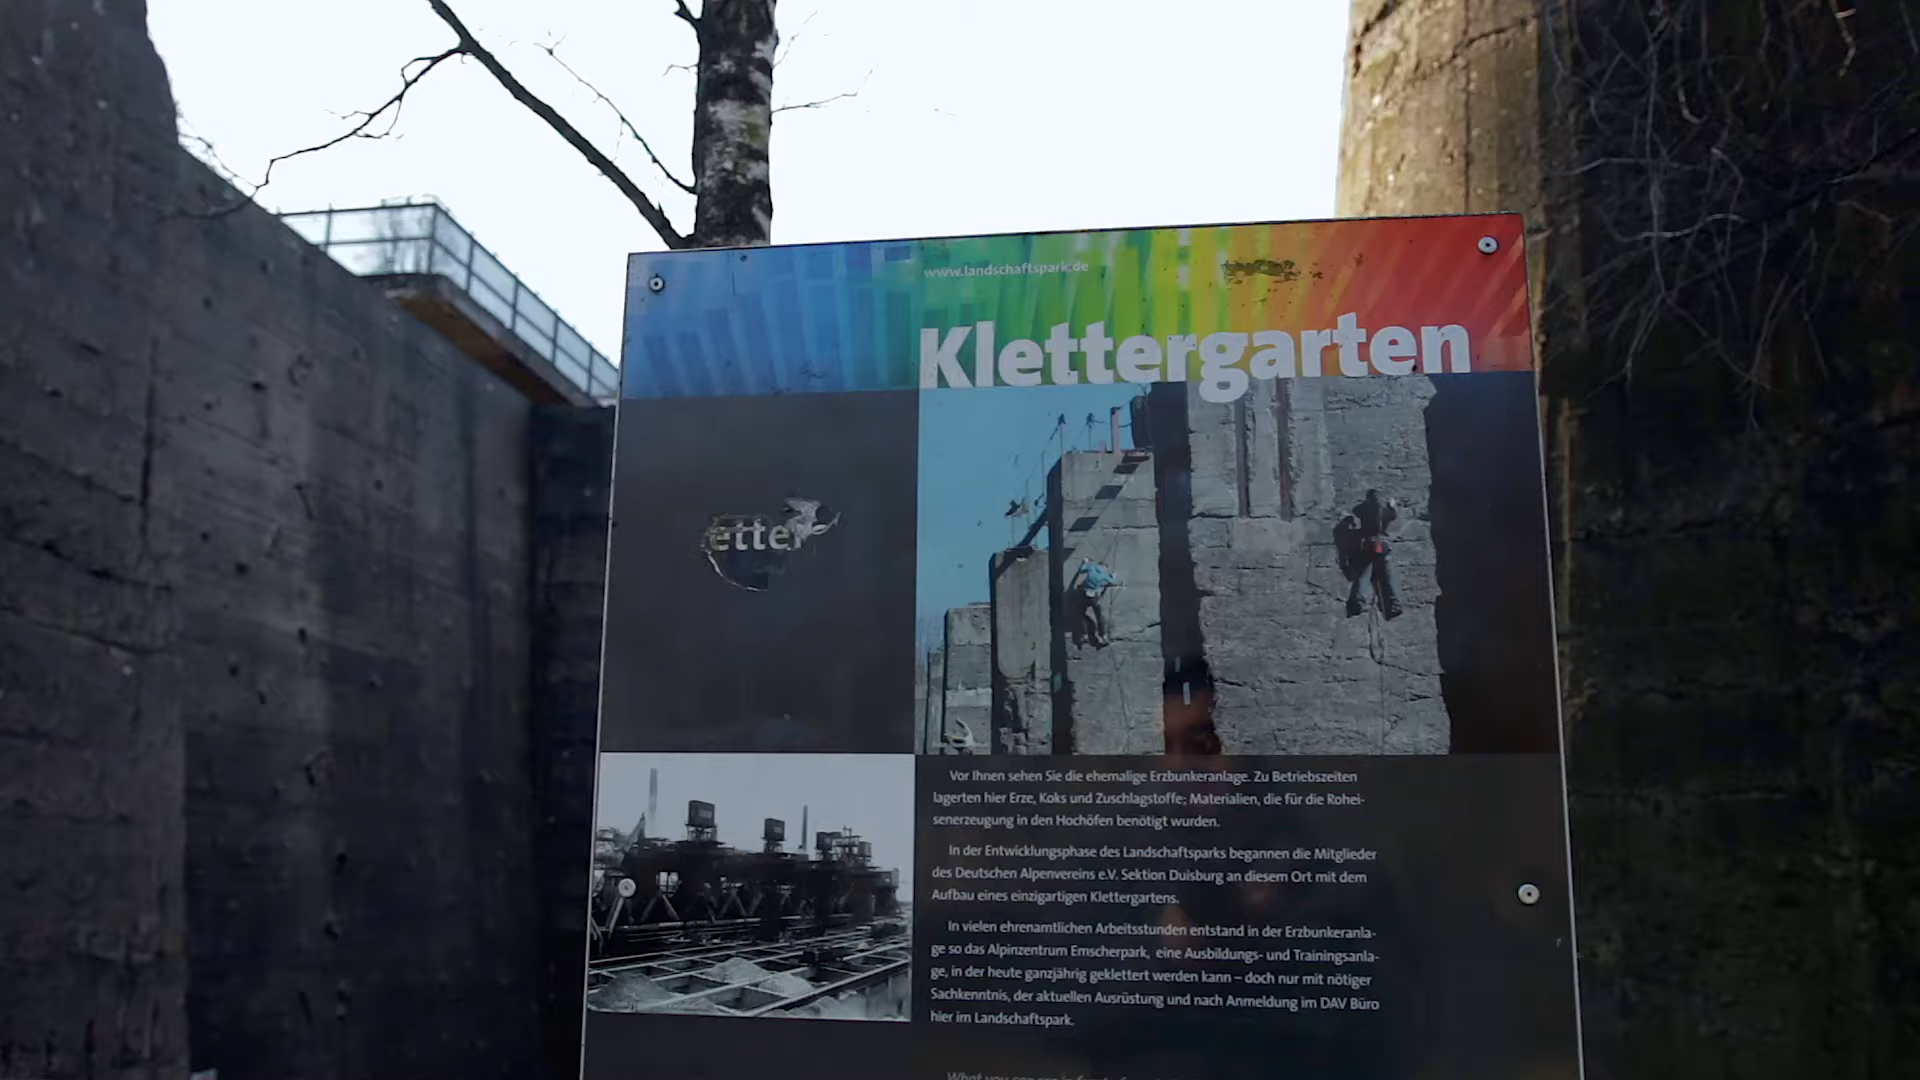 www.landschaftspark.de
Klettergarten
etter
Vor Ihnen sehen Sie die ehemalige Erzbunkeranlage. Zu Betriebszeiten
lagerten hier Erze, Koks und Zuschlagstoffe; Materialien, die für die Rohei-
senerzeugung in den Hochöfen benötigt wurden.
In der Entwicklungsphase des Landschaftsparks begannen die Mitglieder
des Deutschen Alpenvereins e.V. Sektion Duisburg an diesem Ort mit dem
Aufbau eines einzigartigen Klettergartens.
In vielen ehrenamtlichen Arbeitsstunden entstand in der Erzbunkeranla-
ge so das Alpinzentrum Emscherpark, eine Ausbildungs- und Trainingsanla-
ge, in der heute ganzjährig geklettert werden kann – doch nur mit nötiger
Sachkenntnis, der aktuellen Ausrüstung und nach Anmeldung im DAV Büro
hier im Landschaftspark.
What you can see in